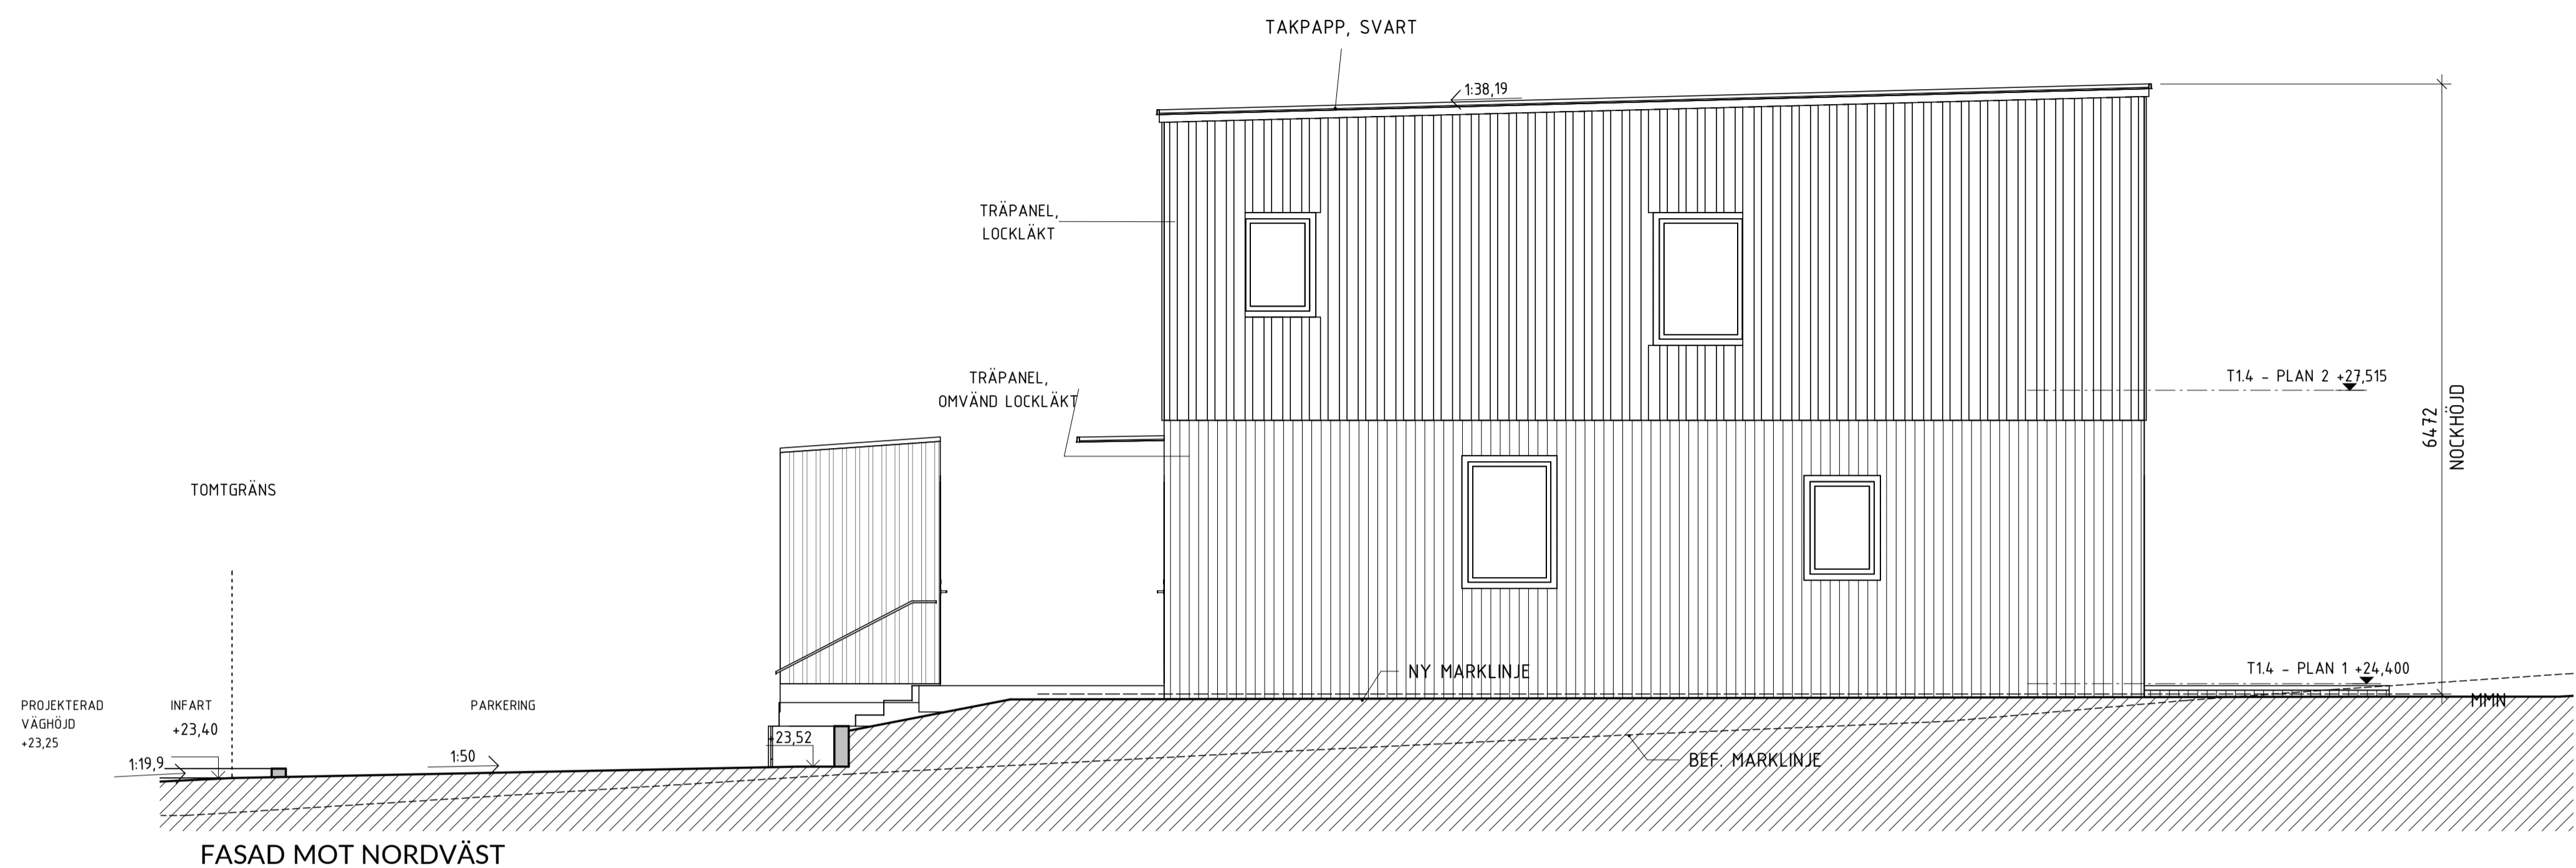 TAKPAPP, SVART
1:38,19
TRÄPANEL,
LOCKLÄKT
TRÄPANEL,
OMVÄND LOCKLÄKT
T1.4 - PLAN 2 +27,515
6472
NOCKHÖJD
TOMTGRÄNS
NY MARKLINJE
T1.4 - PLAN 1 +24,400
MMN
PROJEKTERAD
VÄGHÖJD
+23,25
INFART
+23,40
PARKERING
+23,52
1:19,9
1:50
BEF. MARKLINJE
FASAD MOT NORDVÄST